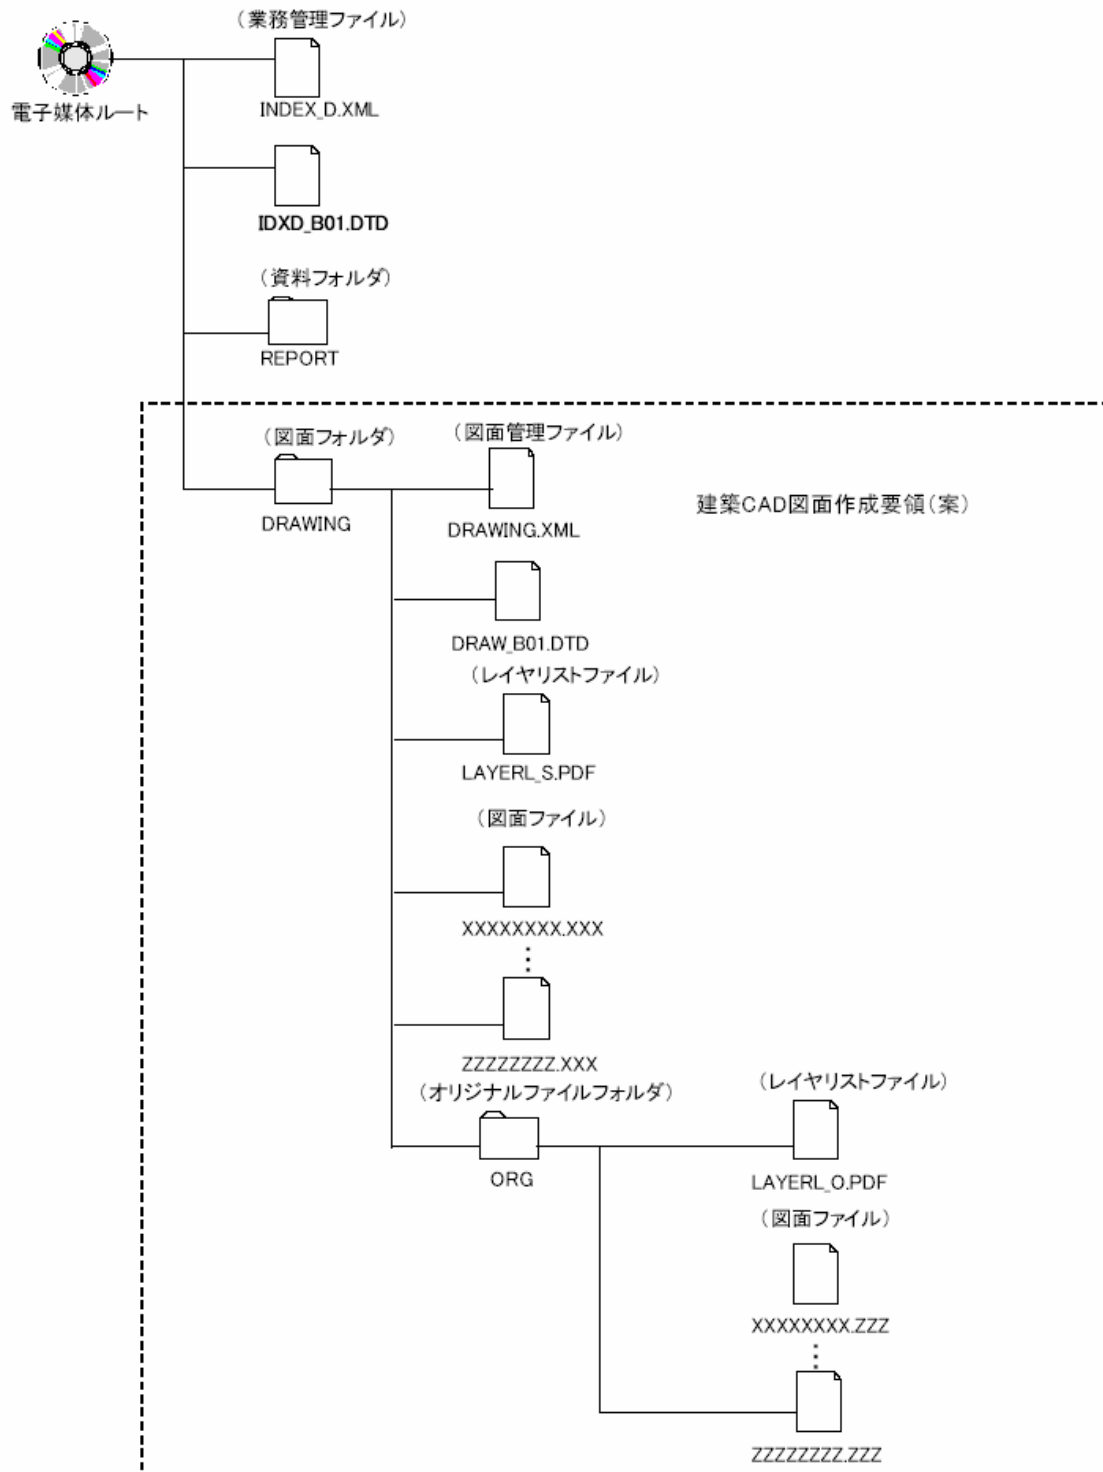 （業務管理ファイル）
電子媒体ルート
INDEX_D.XML
IDXD_B01.DTD
（資料フォルダ）
REPORT
（図面フォルダ）
（図面管理ファイル）
建築CAD図面作成要領（案）
DRAWING
DRAWING.XML
DRAW_B01.DTD
（レイヤリストファイル）
LAYERL_S.PDF
（図面ファイル）
XXXXXXXX.XXX
ZZZZZZZZ.XXX
（オリジナルファイルフォルダ）
（レイヤリストファイル）
ORG
LAYERL_O.PDF
（図面ファイル）
XXXXXXXX.ZZZ
ZZZZZZZZ.ZZZ